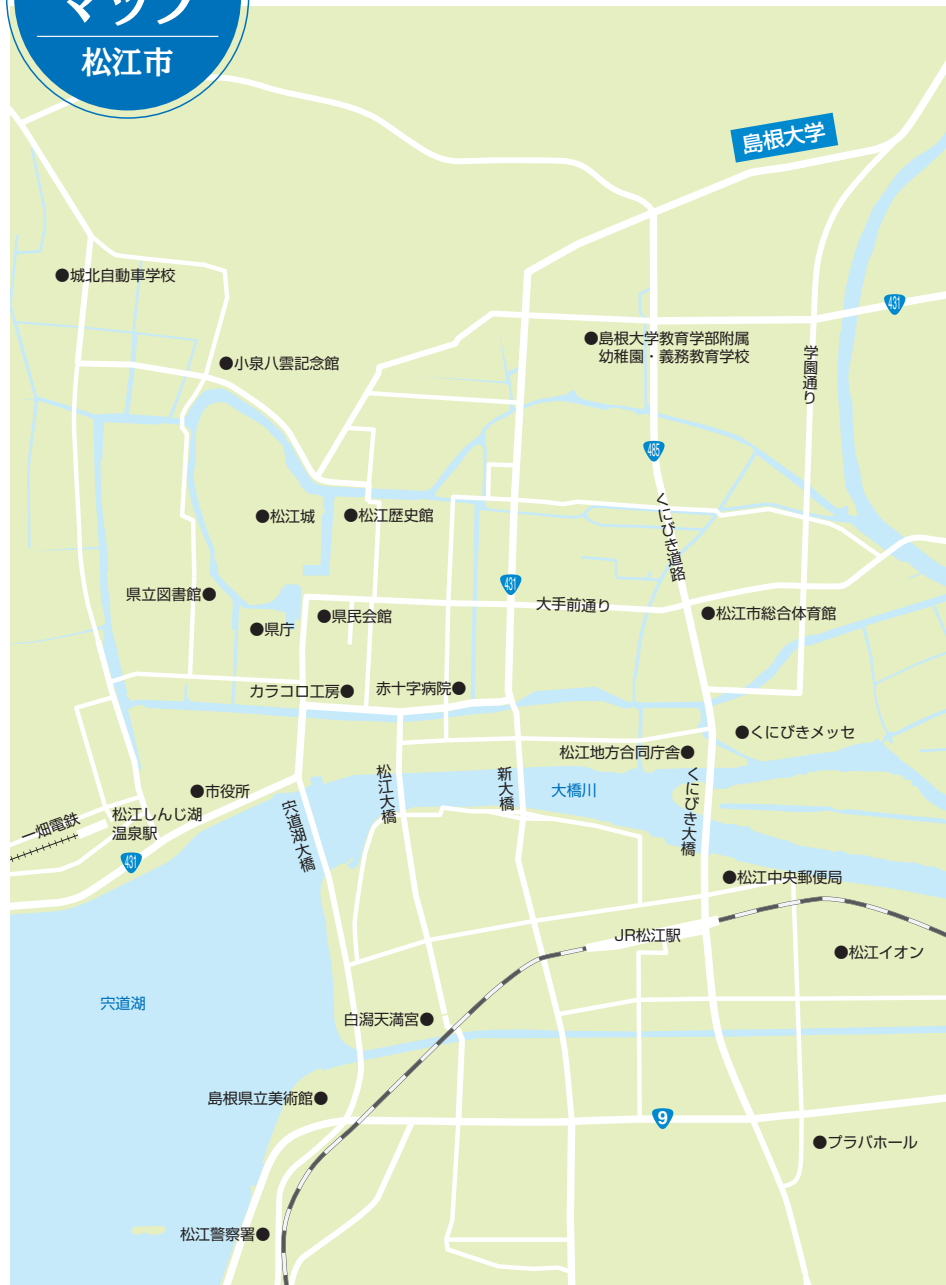 マップ
松江市
島根大学
●城北自動車学校
431
●島根大学教育学部附属
幼稚園・義務教育学校
学園通り
●小泉八雲記念館
485
●松江城
●松江歴史館
くにびき道路
県立図書館●
431
大手前通り
●県民会館
●松江市総合体育館
●県庁
カラコロ工房●
赤十字病院●
●くにびきメッセ
松江地方合同庁舎●
●市役所
宍道湖大橋
松江大橋
新大橋
大橋川
くにびき大橋
一畑電鉄
松江しんじ湖
温泉駅
431
●松江中央郵便局
JR松江駅
●松江イオン
宍道湖
白潟天満宮●
島根県立美術館●
9
●プラバホール
松江警察署●